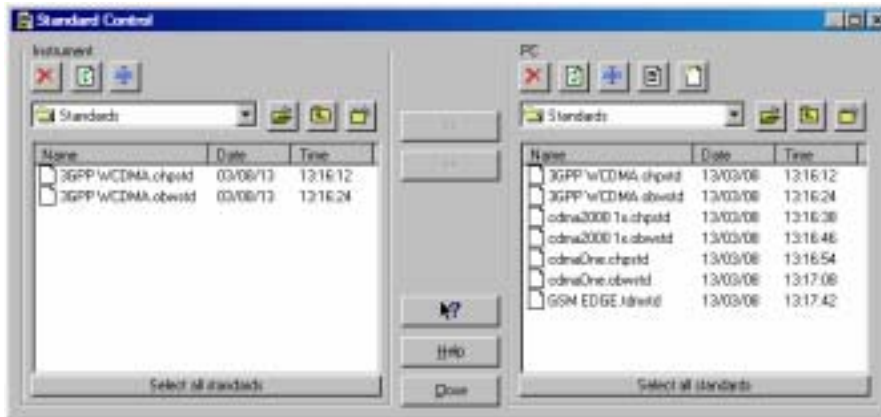 Standard Control
Instrument
Standards
Name Date Time
3GPP WCDMA.chpstd 03/08/13 13:16:12
3GPP WCDMA.obwstd 03/08/13 13:16:24
Select all standards
?
Help
Close
PC
Standards
Name Date Time
3GPP WCDMA.chpstd 13/03/08 13:16:12
3GPP WCDMA.obwstd 13/03/08 13:16:24
cdma2000 1x.chpstd 13/03/08 13:16:38
cdma2000 1x.obwstd 13/03/08 13:16:46
cdmaOne.chpstd 13/03/08 13:16:54
cdmaOne.obwstd 13/03/08 13:17:08
GSM EDGE 13/03/08 13:17:42
Select all standards